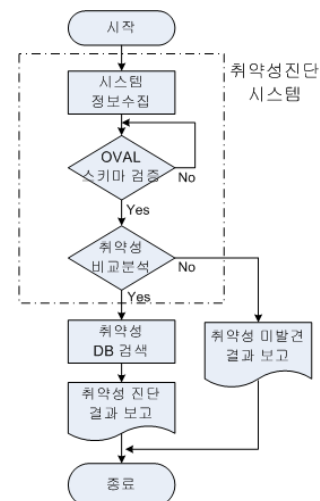 시작
취약성진단
시스템
시스템
정보수집
OVAL
스키마 검증
No
Yes
취약성
비교분석
No
Yes
취약성
DB 검색
취약성 미발견
결과 보고
취약성 진단
결과 보고
종료